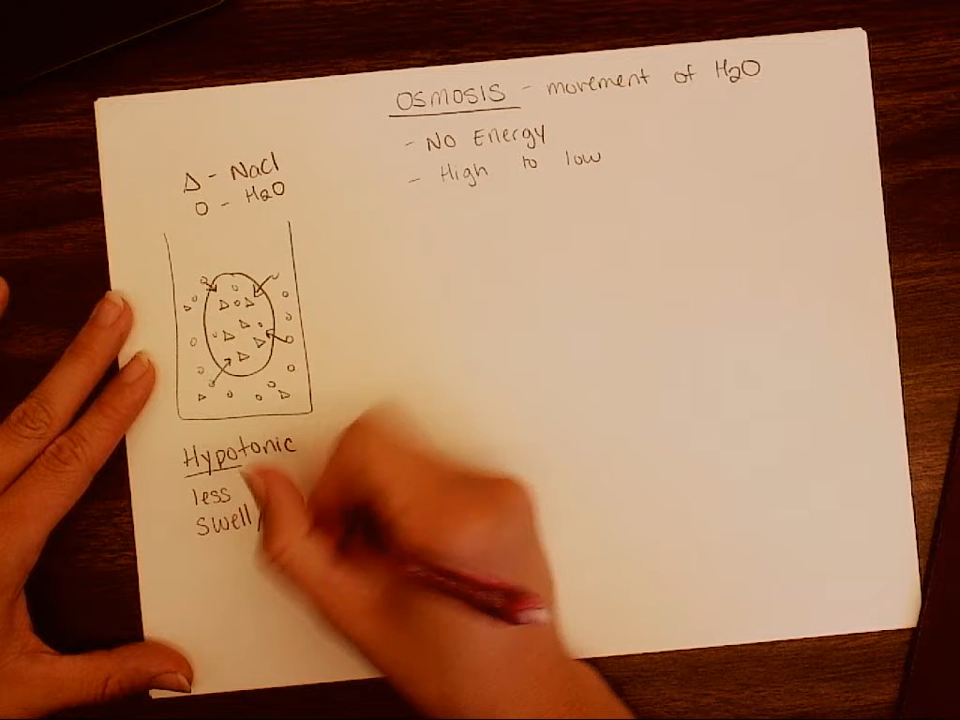 OSMOSIS - movement of H2O
- No Energy
- High to low
Δ - NaCl
O - H2O
Hypotonic
less
swell/